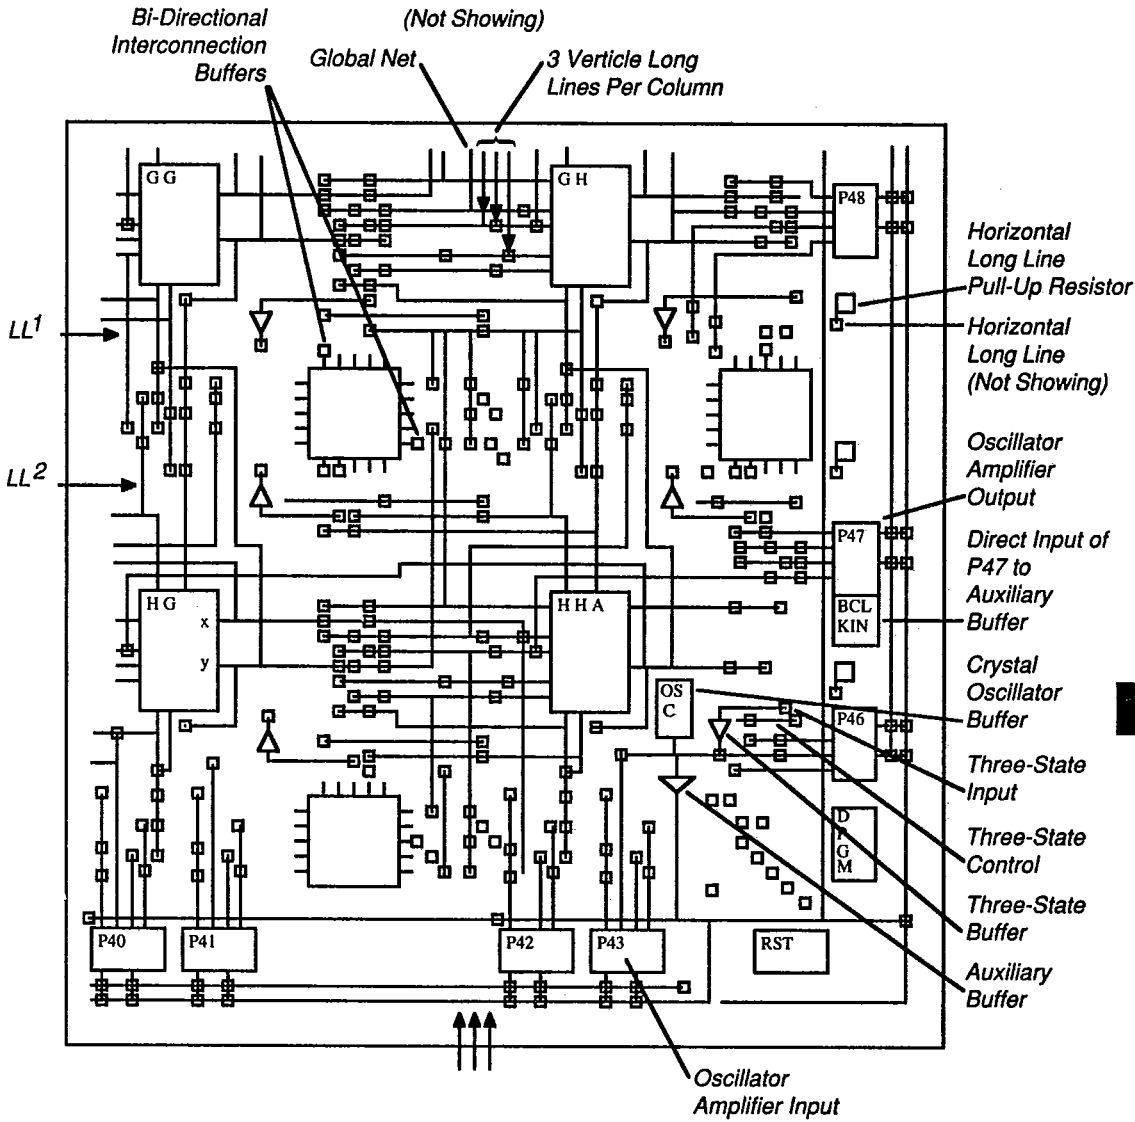 Bi-Directional
Interconnection
Buffers
(Not Showing)
Global Net
3 Verticle Long
Lines Per Column
GG
GH
P48
Horizontal
Long Line
Pull-Up Resistor
Horizontal
Long Line
(Not Showing)
LL1
LL2
Oscillator
Amplifier
Output
P47
Direct Input of
P47 to
Auxiliary
Buffer
BCL
KIN
HG
x
y
HHA
Crystal
Oscillator
Buffer
OS
C
P46
Three-State
Input
D
P
G
M
Three-State
Control
Three-State
Buffer
P40
P41
P42
P43
RST
Auxiliary
Buffer
Oscillator
Amplifier Input